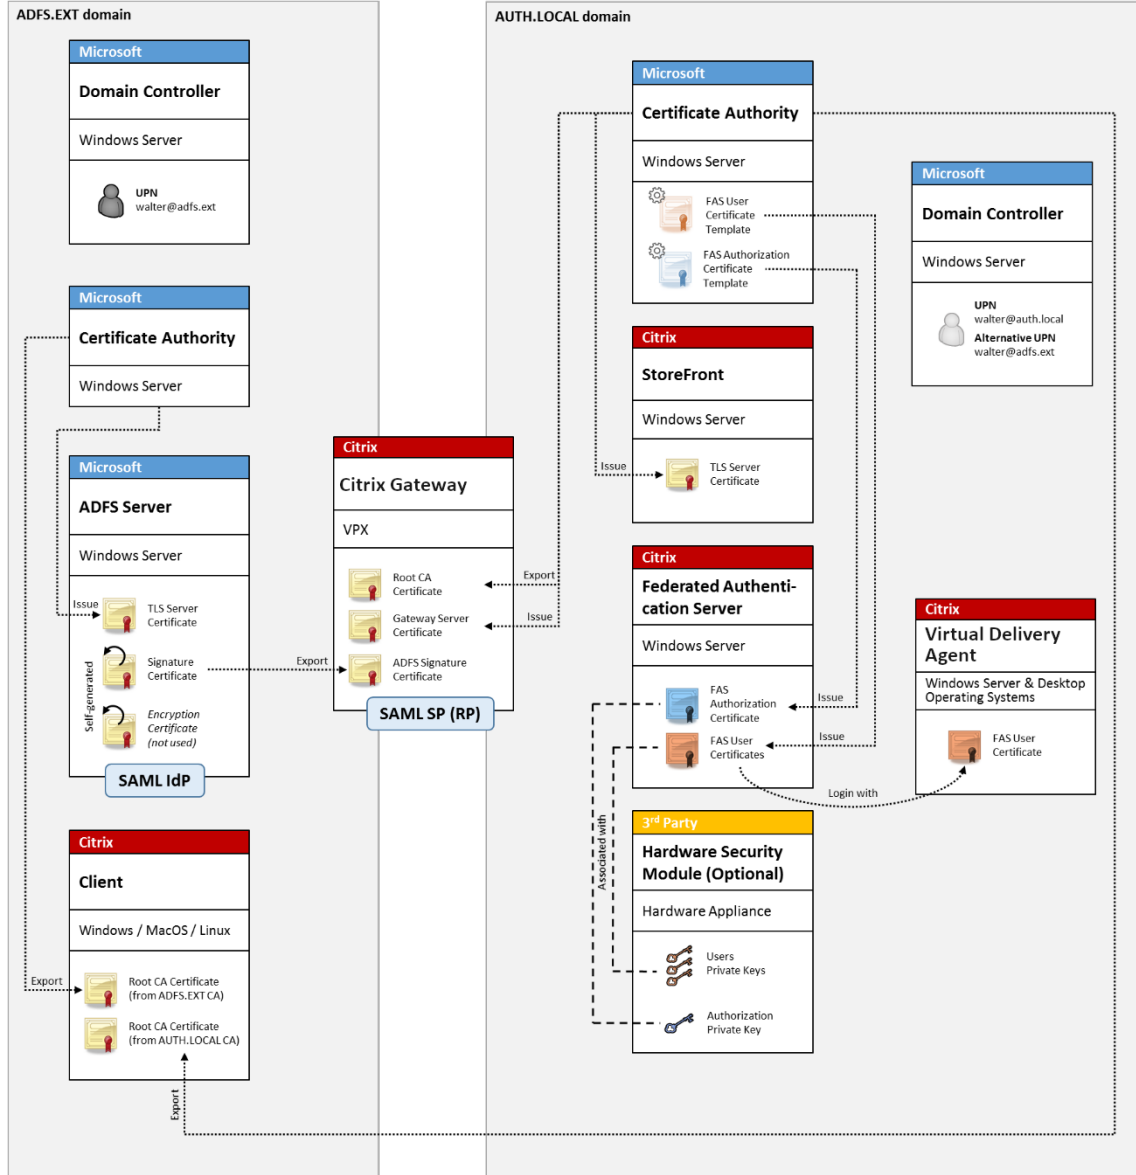 ADFS.EXT domain
Microsoft
Domain Controller
Windows Server
UPN
walter@adfs.ext
Microsoft
Certificate Authority
Windows Server
Microsoft
ADFS Server
Windows Server
Issue
TLS Server
Certificate
Self-generated
Signature
Certificate
Encryption
Certificate
(not used)
SAML IdP
Citrix
Client
Windows / MacOS / Linux
Export
Root CA Certificate
(from ADFS.EXT CA)
Root CA Certificate
(from AUTH.LOCAL CA)
Export
Citrix
Citrix Gateway
VPX
Root CA
Certificate
Export
Gateway Server
Certificate
Issue
Export
ADFS Signature
Certificate
SAML SP (RP)
AUTH.LOCAL domain
Microsoft
Certificate Authority
Windows Server
FAS User
Certificate
Template
FAS Authorization
Certificate
Template
Citrix
StoreFront
Windows Server
Issue
TLS Server
Certificate
Citrix
Federated Authenti-
cation Server
Windows Server
FAS
Authorization
Certificate
Issue
FAS User
Certificates
Issue
Login with
Associated with
3rd Party
Hardware Security
Module (Optional)
Hardware Appliance
Users
Private Keys
Authorization
Private Key
Microsoft
Domain Controller
Windows Server
UPN
walter@auth.local
Alternative UPN
walter@adfs.ext
Citrix
Virtual Delivery
Agent
Windows Server & Desktop
Operating Systems
FAS User
Certificate